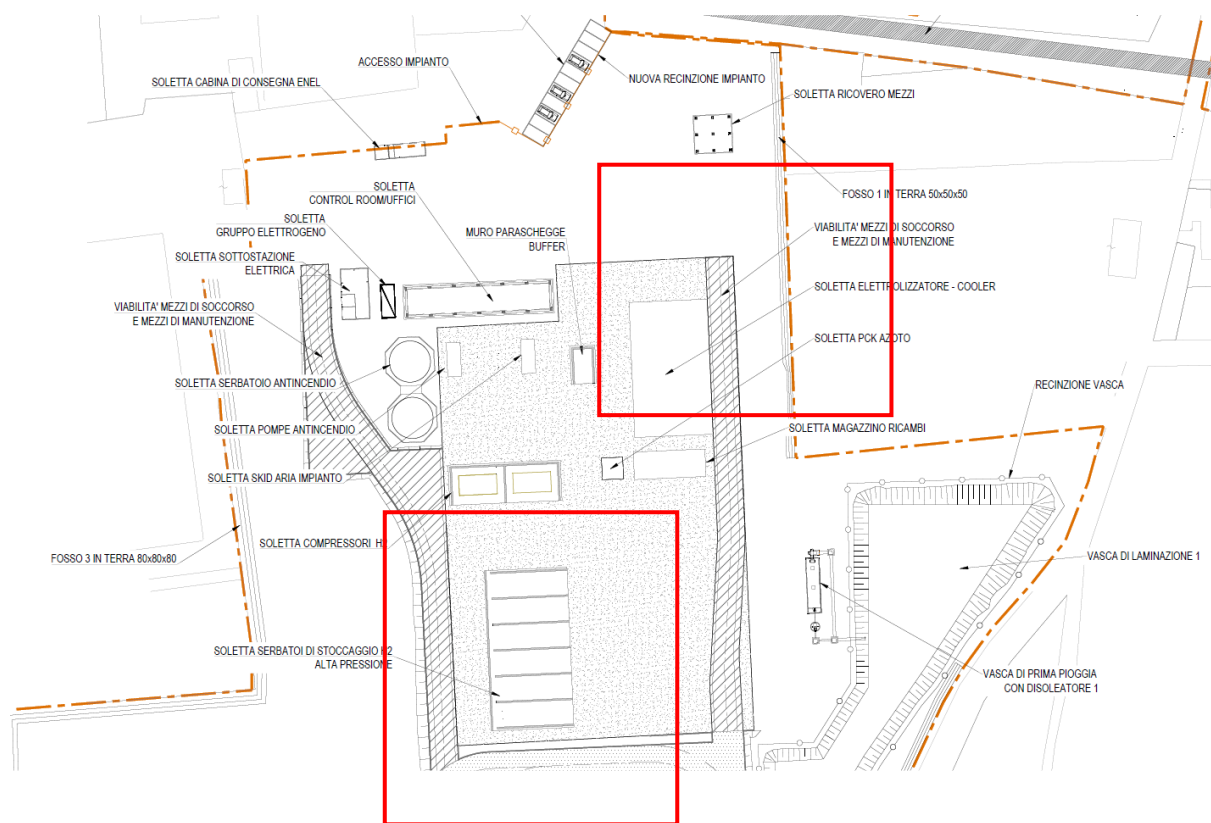 ACCESSO IMPIANTO
SOLETTA CABINA DI CONSEGNA ENEL
NUOVA RECINZIONE IMPIANTO
SOLETTA RICOVERO MEZZI
SOLETTA
CONTROL ROOM/UFFICI
FOSSO 1 IN TERRA 50x50x50
SOLETTA
GRUPPO ELETTROGENO
MURO PARASCHEGGE
BUFFER
VIABILITA' MEZZI DI SOCCORSO
E MEZZI DI MANUTENZIONE
SOLETTA SOTTOSTAZIONE
ELETTRICA
SOLETTA ELETTROLIZZATORE - COOLER
VIABILITA' MEZZI DI SOCCORSO
E MEZZI DI MANUTENZIONE
SOLETTA PCK AZOTO
SOLETTA SERBATOIO ANTINCENDIO
RECINZIONE VASCA
SOLETTA POMPE ANTINCENDIO
SOLETTA MAGAZZINO RICAMBI
SOLETTA SKID ARIA IMPIANTO
SOLETTA COMPRESSORI H2
FOSSO 3 IN TERRA 80x80x80
VASCA DI LAMINAZIONE 1
SOLETTA SERBATOI DI STOCCAGGIO H2
ALTA PRESSIONE
VASCA DI PRIMA PIOGGIA
CON DISOLEATORE 1